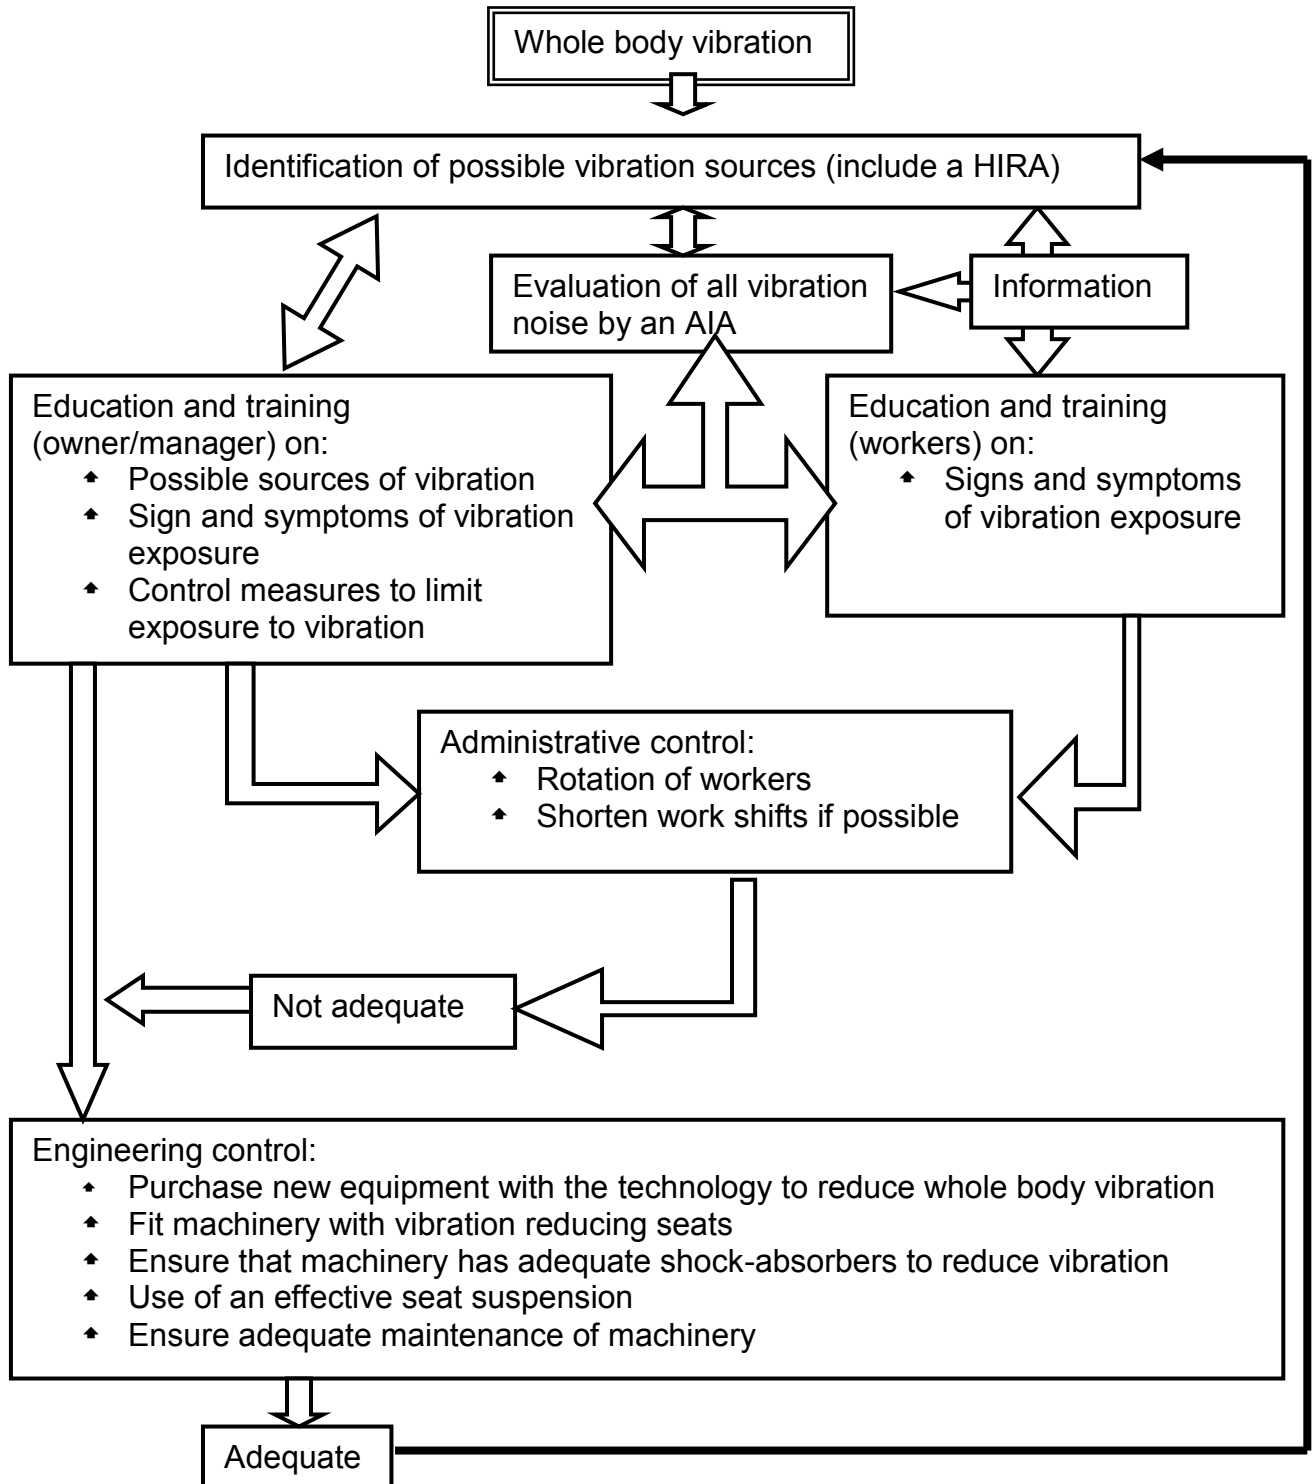 Whole body vibration
Identification of possible vibration sources (include a HIRA)
Evaluation of all vibration
noise by an AIA
Information
Education and training
(owner/manager) on:
Possible sources of vibration
Sign and symptoms of vibration
exposure
Control measures to limit
exposure to vibration
Education and training
(workers) on:
Signs and symptoms
of vibration exposure
Administrative control:
Rotation of workers
Shorten work shifts if possible
Not adequate
Engineering control:
Purchase new equipment with the technology to reduce whole body vibration
Fit machinery with vibration reducing seats
Ensure that machinery has adequate shock-absorbers to reduce vibration
Use of an effective seat suspension
Ensure adequate maintenance of machinery
Adequate